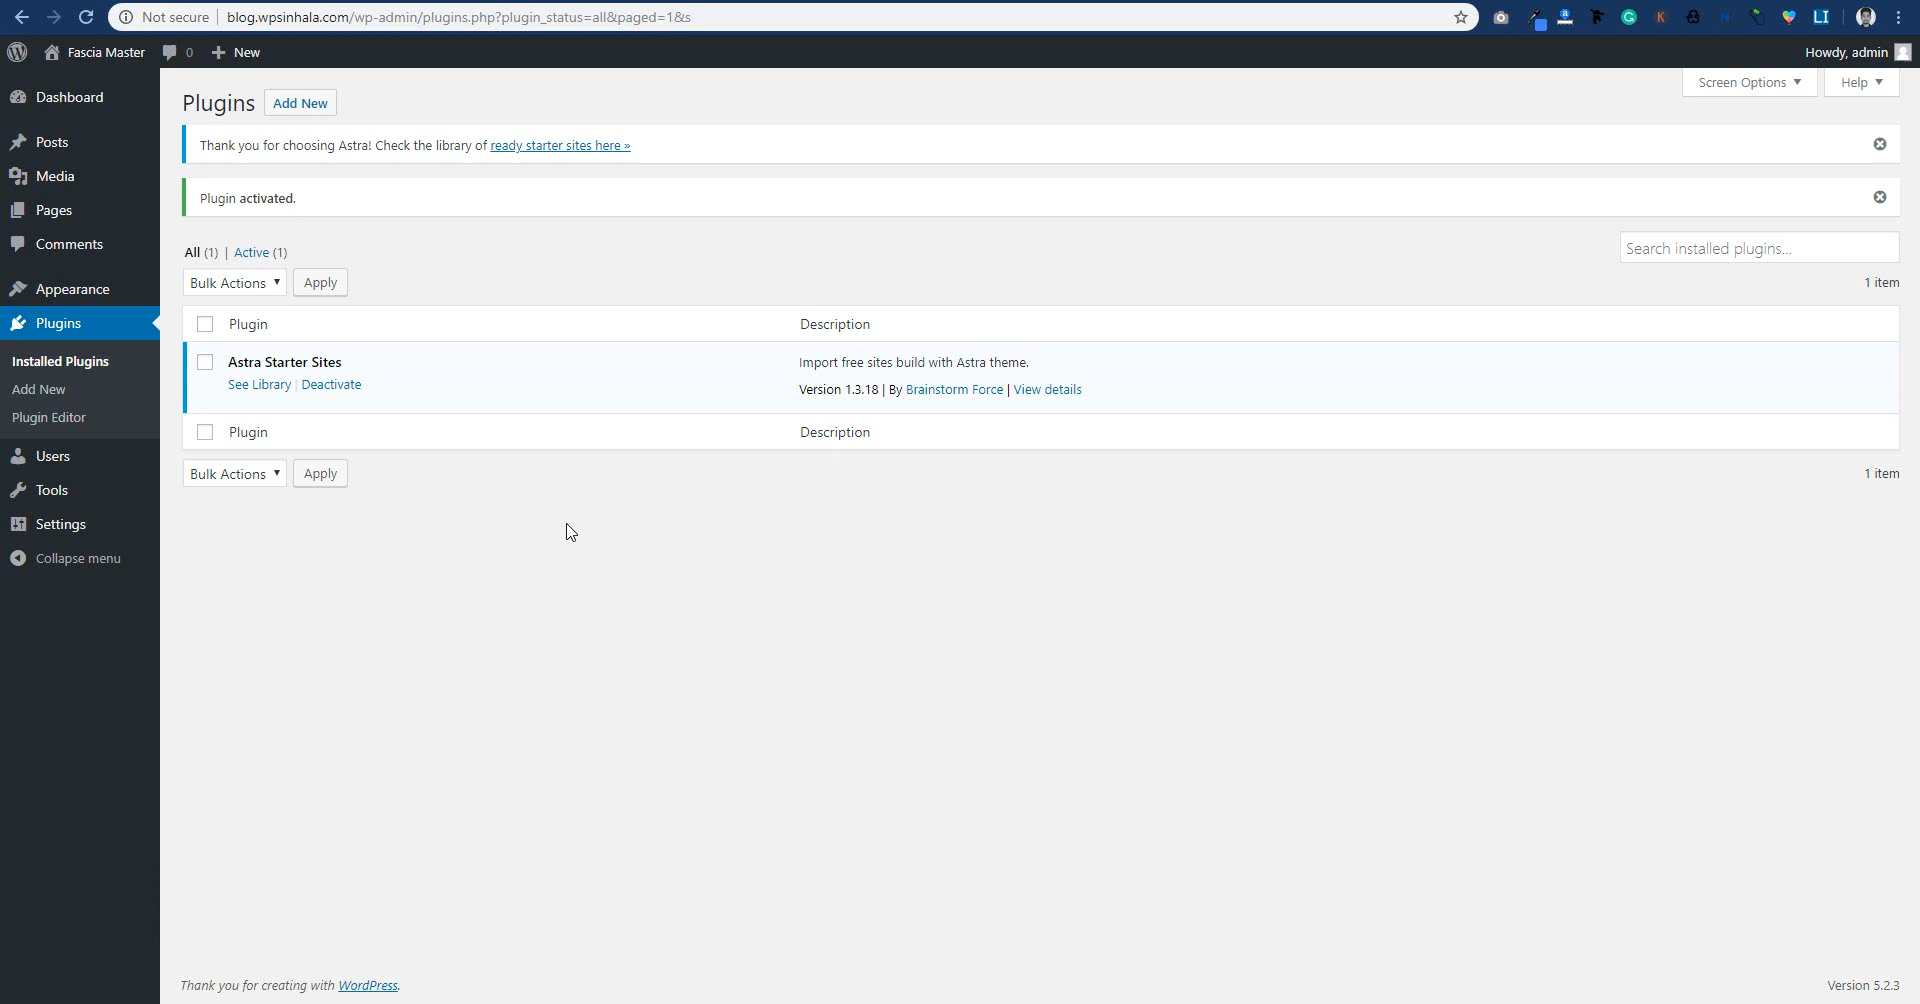 Not secure | blog.wpsinhala.com/wp-admin/plugins.php?plugin_status=all&paged=1&s
Fascia Master 0 + New Howdy, admin
Screen Options ▼ Help ▼
Dashboard
Posts
Media
Pages
Comments
Appearance
Plugins
Installed Plugins
Add New
Plugin Editor
Users
Tools
Settings
Collapse menu
Plugins Add New
Thank you for choosing Astra! Check the library of ready starter sites here »
Plugin activated.
All (1) | Active (1)
Search installed plugins...
Bulk Actions ▼ Apply
1 item
Plugin Description
Astra Starter Sites Import free sites build with Astra theme.
See Library | Deactivate Version 1.3.18 | By Brainstorm Force | View details
Plugin Description
Bulk Actions ▼ Apply
1 item
Thank you for creating with WordPress.
Version 5.2.3